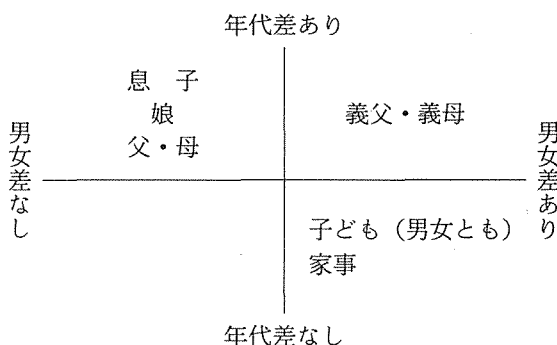 年代差あり
息 子
娘
父・母
義父・義母
男女差なし
男女差あり
子ども（男女とも）
家事
年代差なし